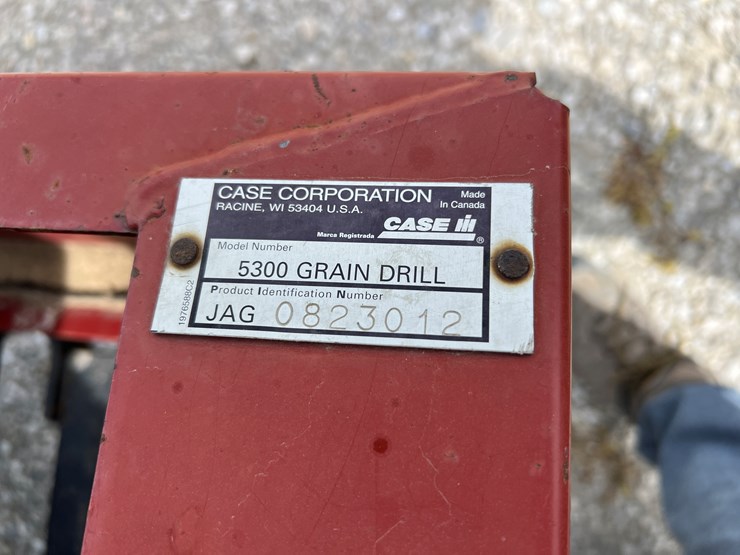 CASE CORPORATION
RACINE, WI 53404 U.S.A.
Made
In Canada
Marca Registrada
CASE IH
®
Model Number
5300 GRAIN DRILL
Product Identification Number
JAG 0823012
1976588C2